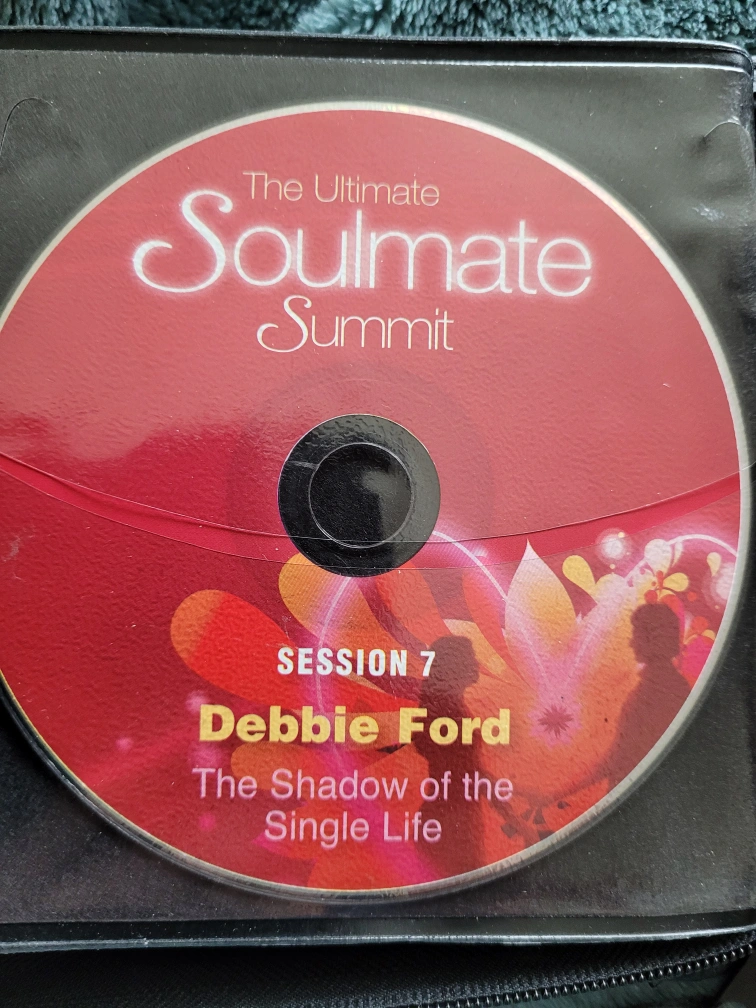 The Ultimate
Soulmate
Summit
SESSION 7
Debbie Ford
The Shadow of the
Single Life